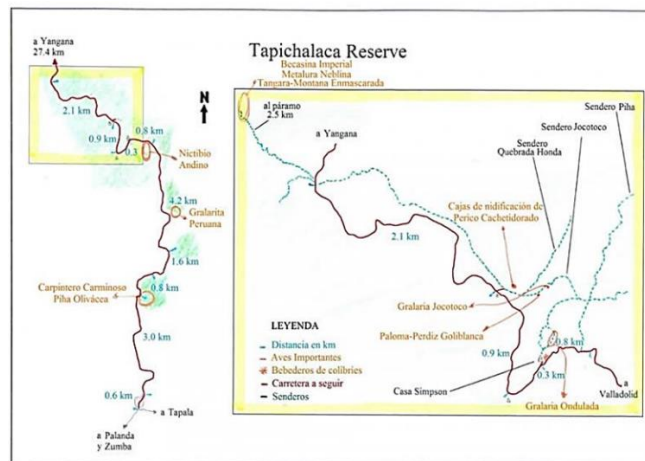 Tapichalaca Reserve
a Yangana
27.4 km
2.1 km
0.9 km
0.8 km
0.3
N
Nictibio
Andino
4.2 km
Gralarita
Peruana
1.6 km
Carpintero Carminoso
Piha Olivácea
0.8 km
3.0 km
0.6 km
a Tapala
a Palanda
y Zumba
Becasina Imperial
Metalura Neblina
Tangara-Montana Enmascarada
al páramo
2.5 km
a Yangana
Sendero Piha
Sendero Jocotoco
Sendero
Quebrada Honda
Cajas de nidificación de
Perico Cachetidorado
2.1 km
Gralaria Jocotoco
Paloma-Perdiz Goliblanca
0.9 km
0.8 km
0.3 km
Casa Simpson
a
Valladolid
Gralaria Ondulada
LEYENDA
Distancia en km
Aves Importantes
Bebederos de colibríes
Carretera a seguir
Senderos